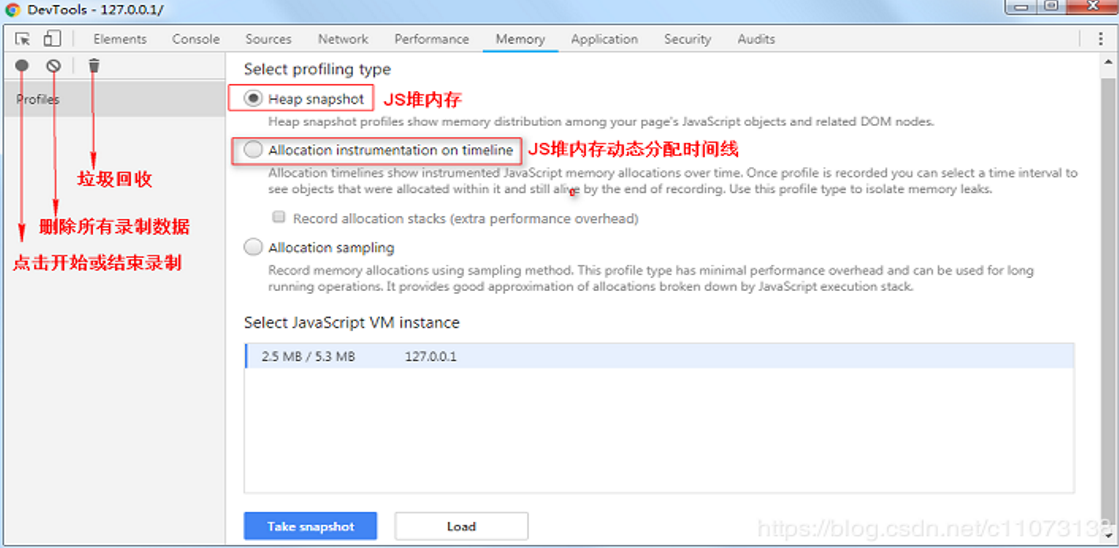 DevTools - 127.0.0.1/
Elements Console Sources Network Performance Memory Application Security Audits
Select profiling type
Profiles
Heap snapshot JS堆内存
Heap snapshot profiles show memory distribution among your page's JavaScript objects and related DOM nodes.
Allocation instrumentation on timeline JS堆内存动态分配时间线
Allocation timelines show instrumented JavaScript memory allocations over time. Once profile is recorded you can select a time interval to
see objects that were allocated within it and still alive by the end of recording. Use this profile type to isolate memory leaks.
垃圾回收
Record allocation stacks (extra performance overhead)
删除所有录制数据
Allocation sampling
点击开始或结束录制
Record memory allocations using sampling method. This profile type has minimal performance overhead and can be used for long
running operations. It provides good approximation of allocations broken down by JavaScript execution stack.
Select JavaScript VM instance
2.5 MB / 5.3 MB 127.0.0.1
Take snapshot Load